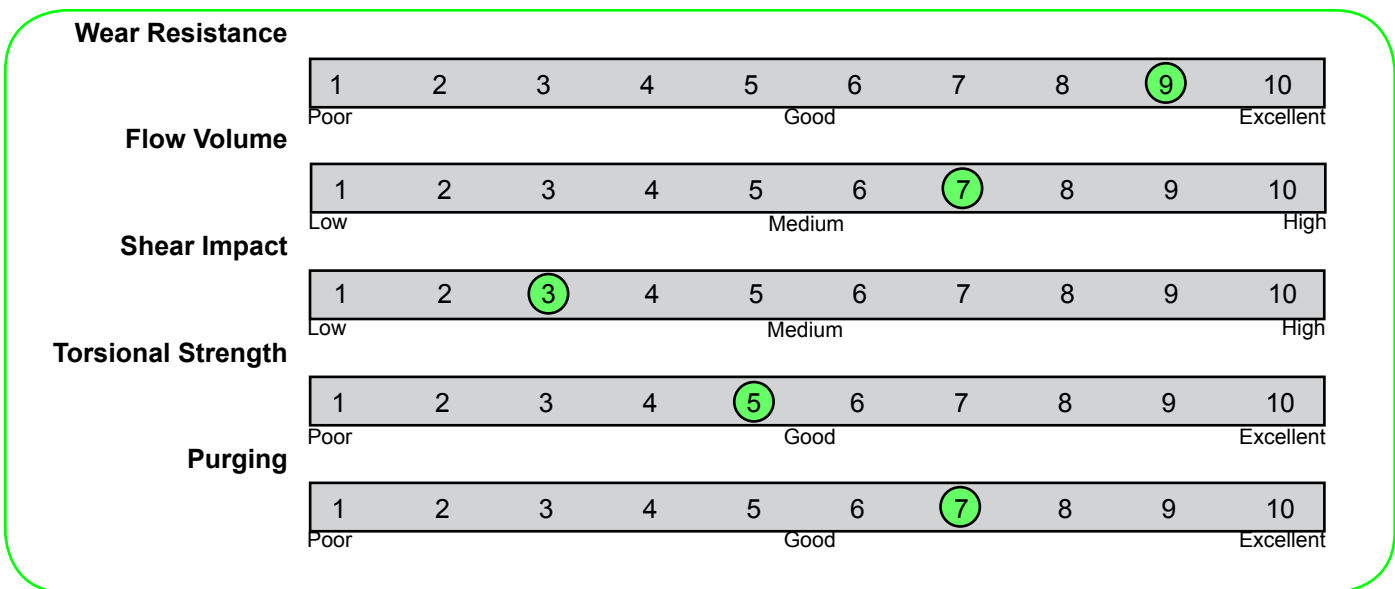 Wear Resistance
1 2 3 4 5 6 7 8 9 10
Poor Good Excellent
Flow Volume
1 2 3 4 5 6 7 8 9 10
Low Medium High
Shear Impact
1 2 3 4 5 6 7 8 9 10
Low Medium High
Torsional Strength
1 2 3 4 5 6 7 8 9 10
Poor Good Excellent
Purging
1 2 3 4 5 6 7 8 9 10
Poor Good Excellent